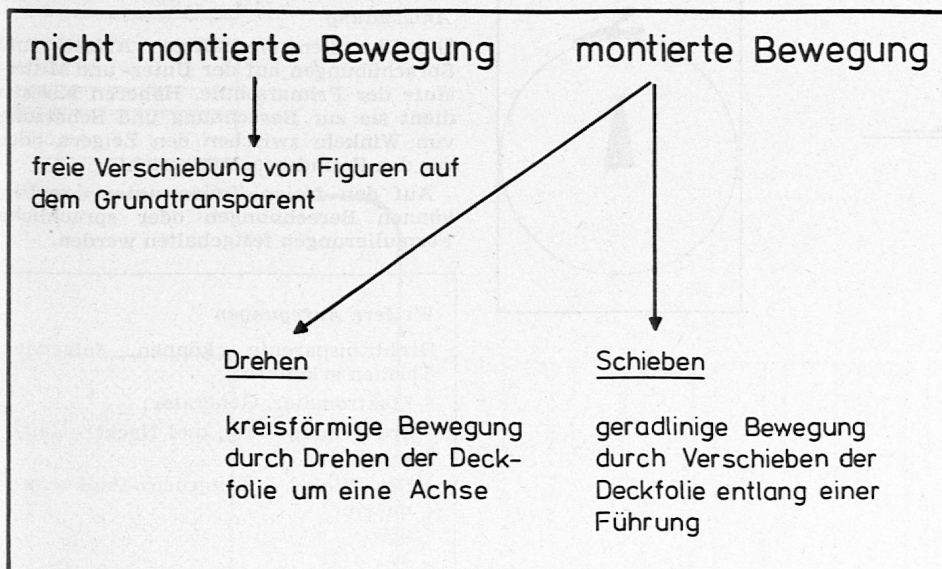 nicht montierte Bewegung
montierte Bewegung
freie Verschiebung von Figuren auf
dem Grundtransparent
Drehen
kreisförmige Bewegung
durch Drehen der Deck-
folie um eine Achse
Schieben
geradlinige Bewegung
durch Verschieben der
Deckfolie entlang einer
Führung